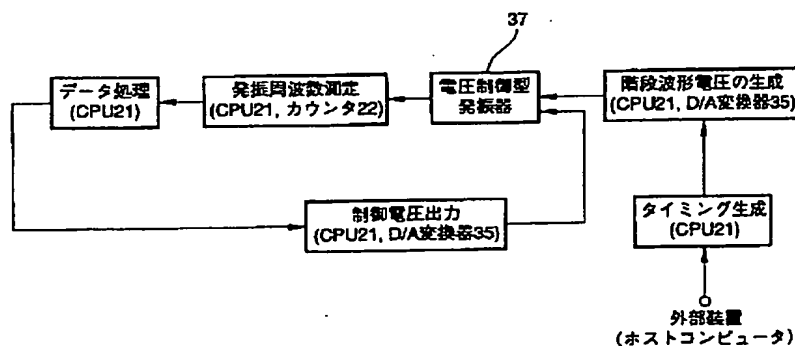 37
データ処理
(CPU21)
発振周波数測定
(CPU21, カウンタ22)
電圧制御型
発振器
階段波形電圧の生成
(CPU21, D/A変換器35)
制御電圧出力
(CPU21, D/A変換器35)
タイミング生成
(CPU21)
外部装置
(ホストコンピュータ)